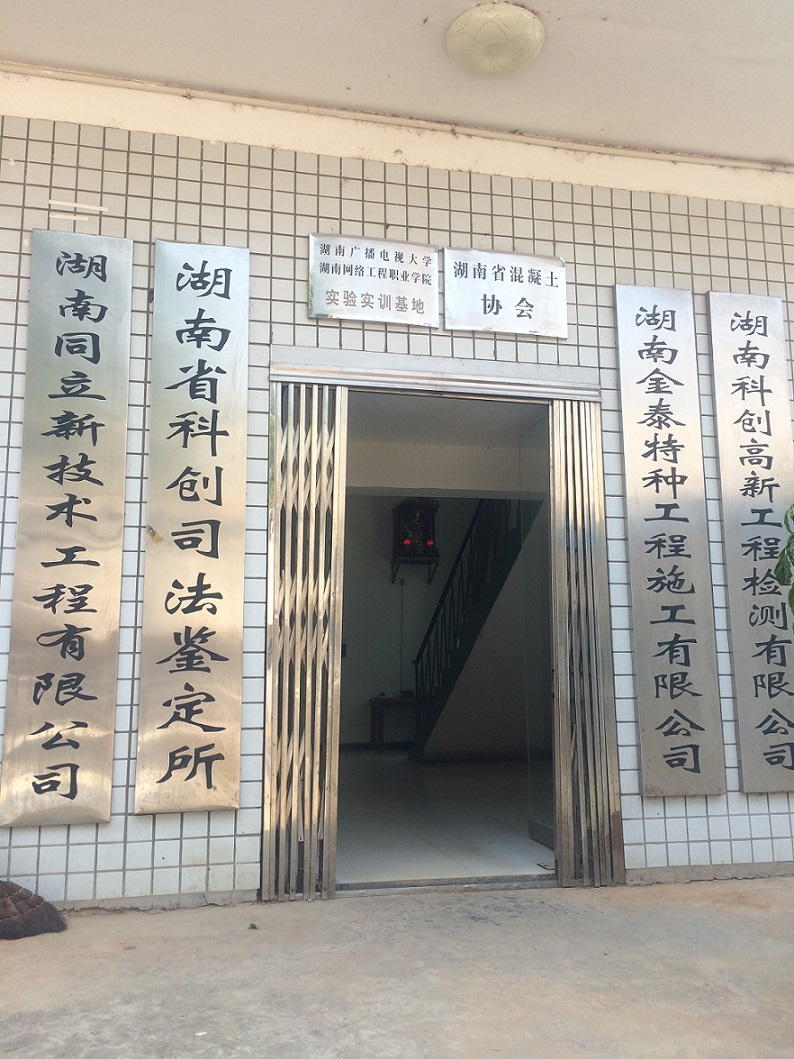 湖南同立新技术工程有限公司
湖南省科创司法鉴定所
湖南广播电视大学
湖南网络工程职业学院
实验实训基地
湖南省混凝土
协会
湖南金泰特种工程施工有限公司
湖南科创高新工程检测有限公司